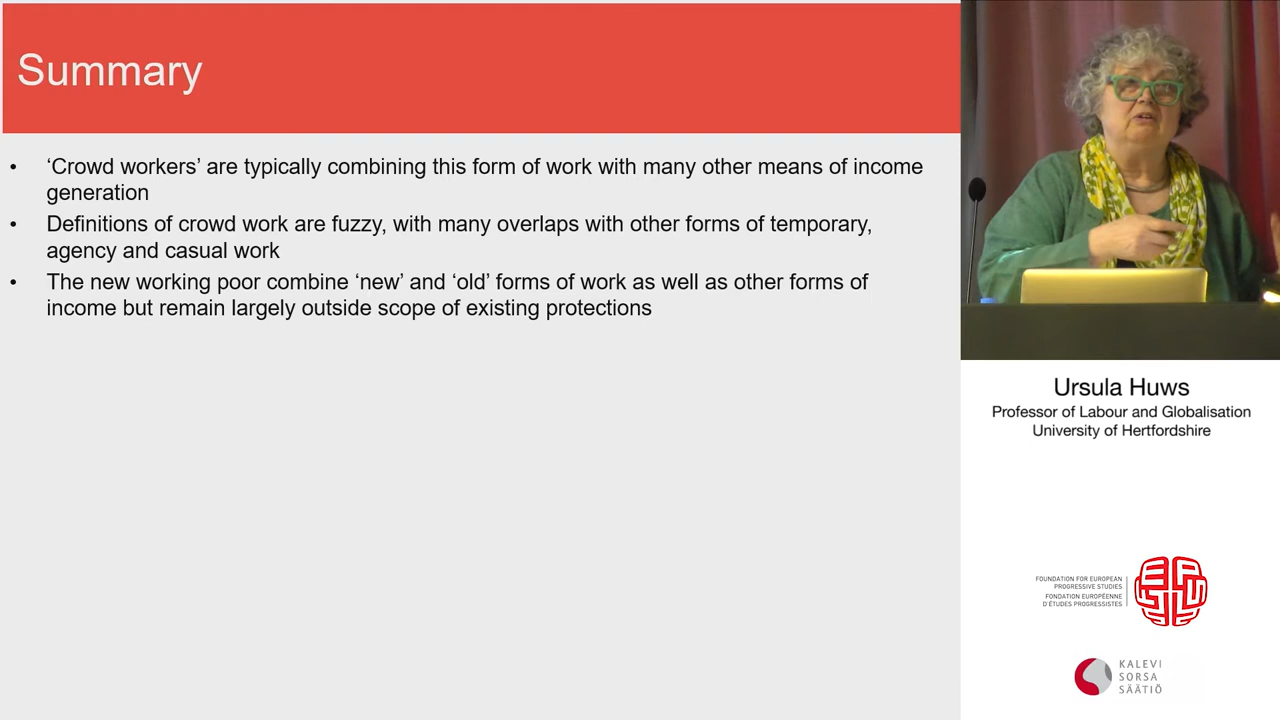 Summary
• ‘Crowd workers’ are typically combining this form of work with many other means of income
generation
• Definitions of crowd work are fuzzy, with many overlaps with other forms of temporary,
agency and casual work
• The new working poor combine ‘new’ and ‘old’ forms of work as well as other forms of
income but remain largely outside scope of existing protections
Ursula Huws
Professor of Labour and Globalisation
University of Hertfordshire
FOUNDATION FOR EUROPEAN
PROGRESSIVE STUDIES
FONDATION EUROPÉENNE
D'ÉTUDES PROGRESSISTES
KALEVI
SORSA
SÄÄTIÖ